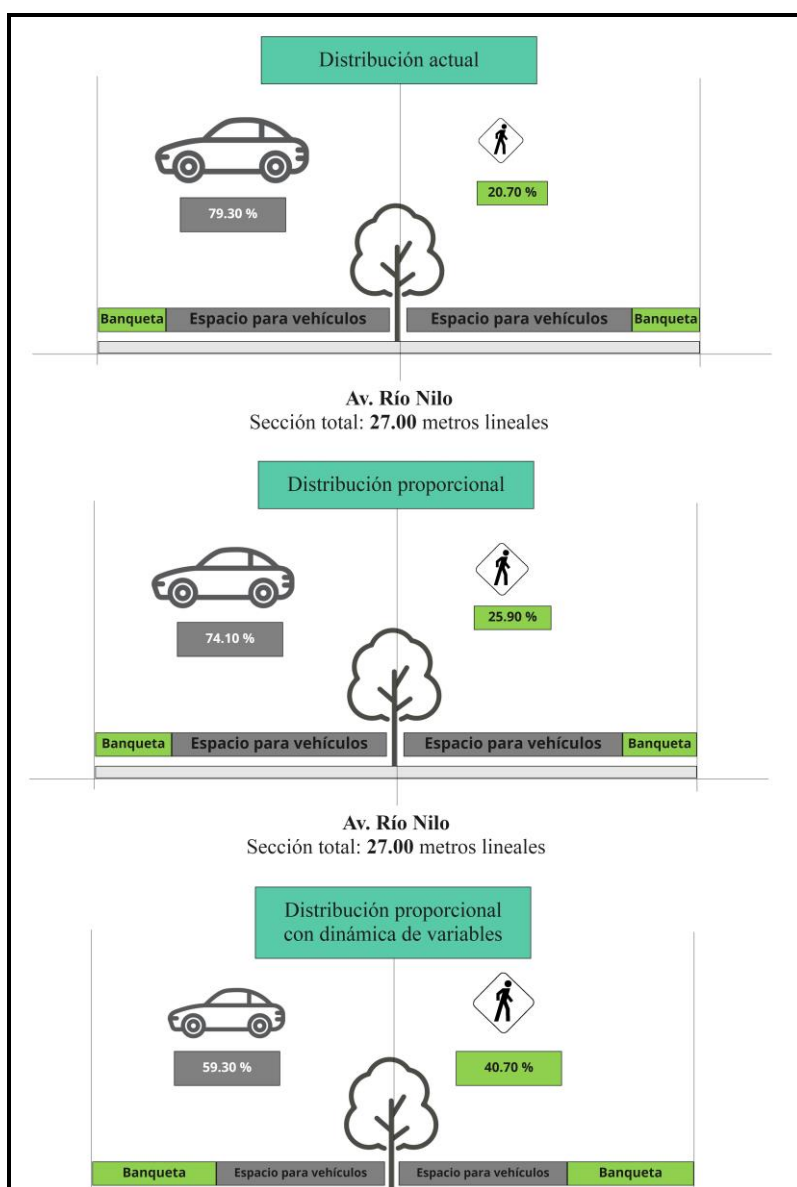 Distribución actual
79.30 %
20.70 %
Banqueta Espacio para vehículos Espacio para vehículos Banqueta
Av. Río Nilo
Sección total: 27.00 metros lineales
Distribución proporcional
74.10 %
25.90 %
Banqueta Espacio para vehículos Espacio para vehículos Banqueta
Av. Río Nilo
Sección total: 27.00 metros lineales
Distribución proporcional
con dinámica de variables
59.30 %
40.70 %
Banqueta Espacio para vehículos Espacio para vehículos Banqueta